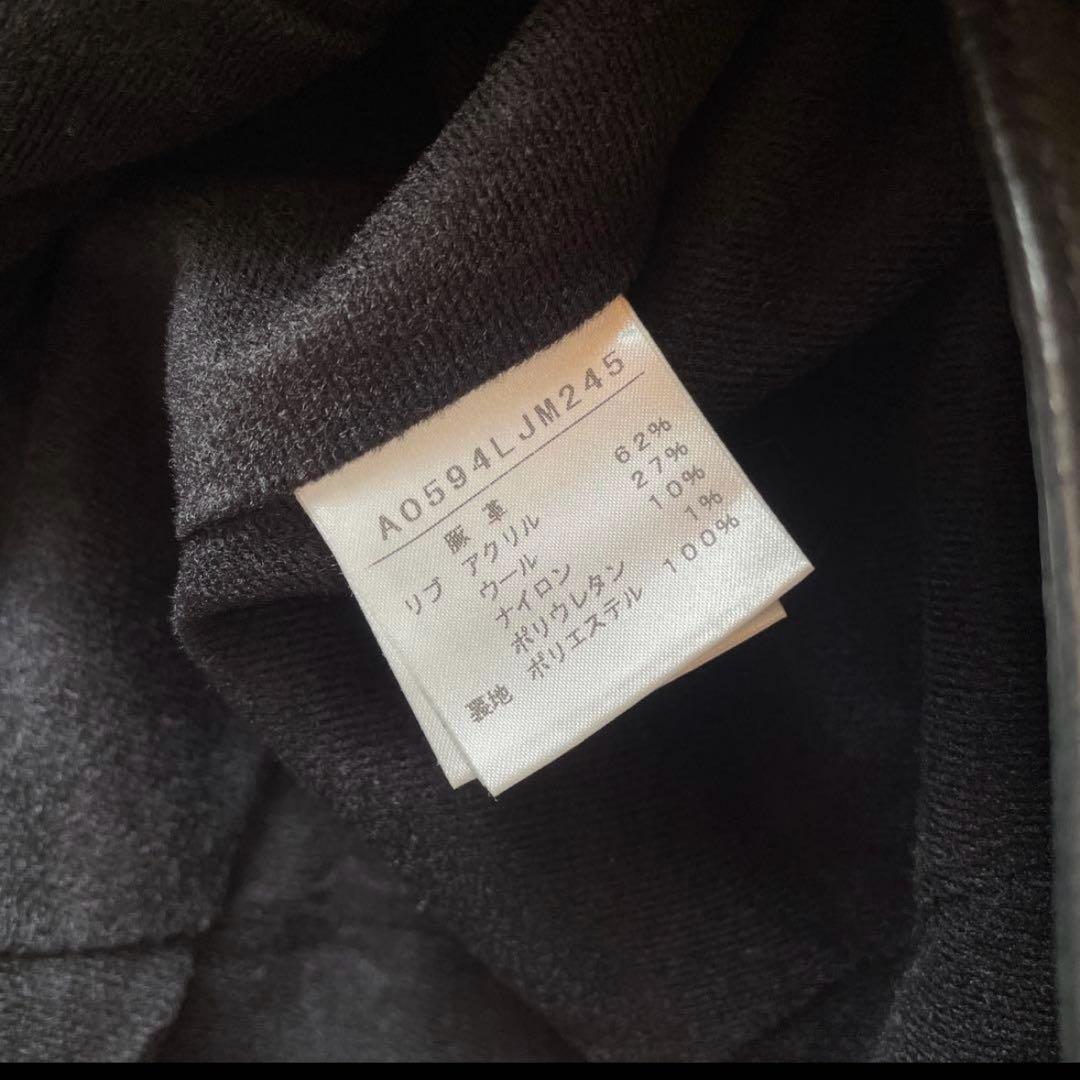 A0594LJM245
豚 革
リブ アクリル 62%
ウール 27%
ナイロン 10%
ポリウレタン 1%
裏地 ポリエステル 100%